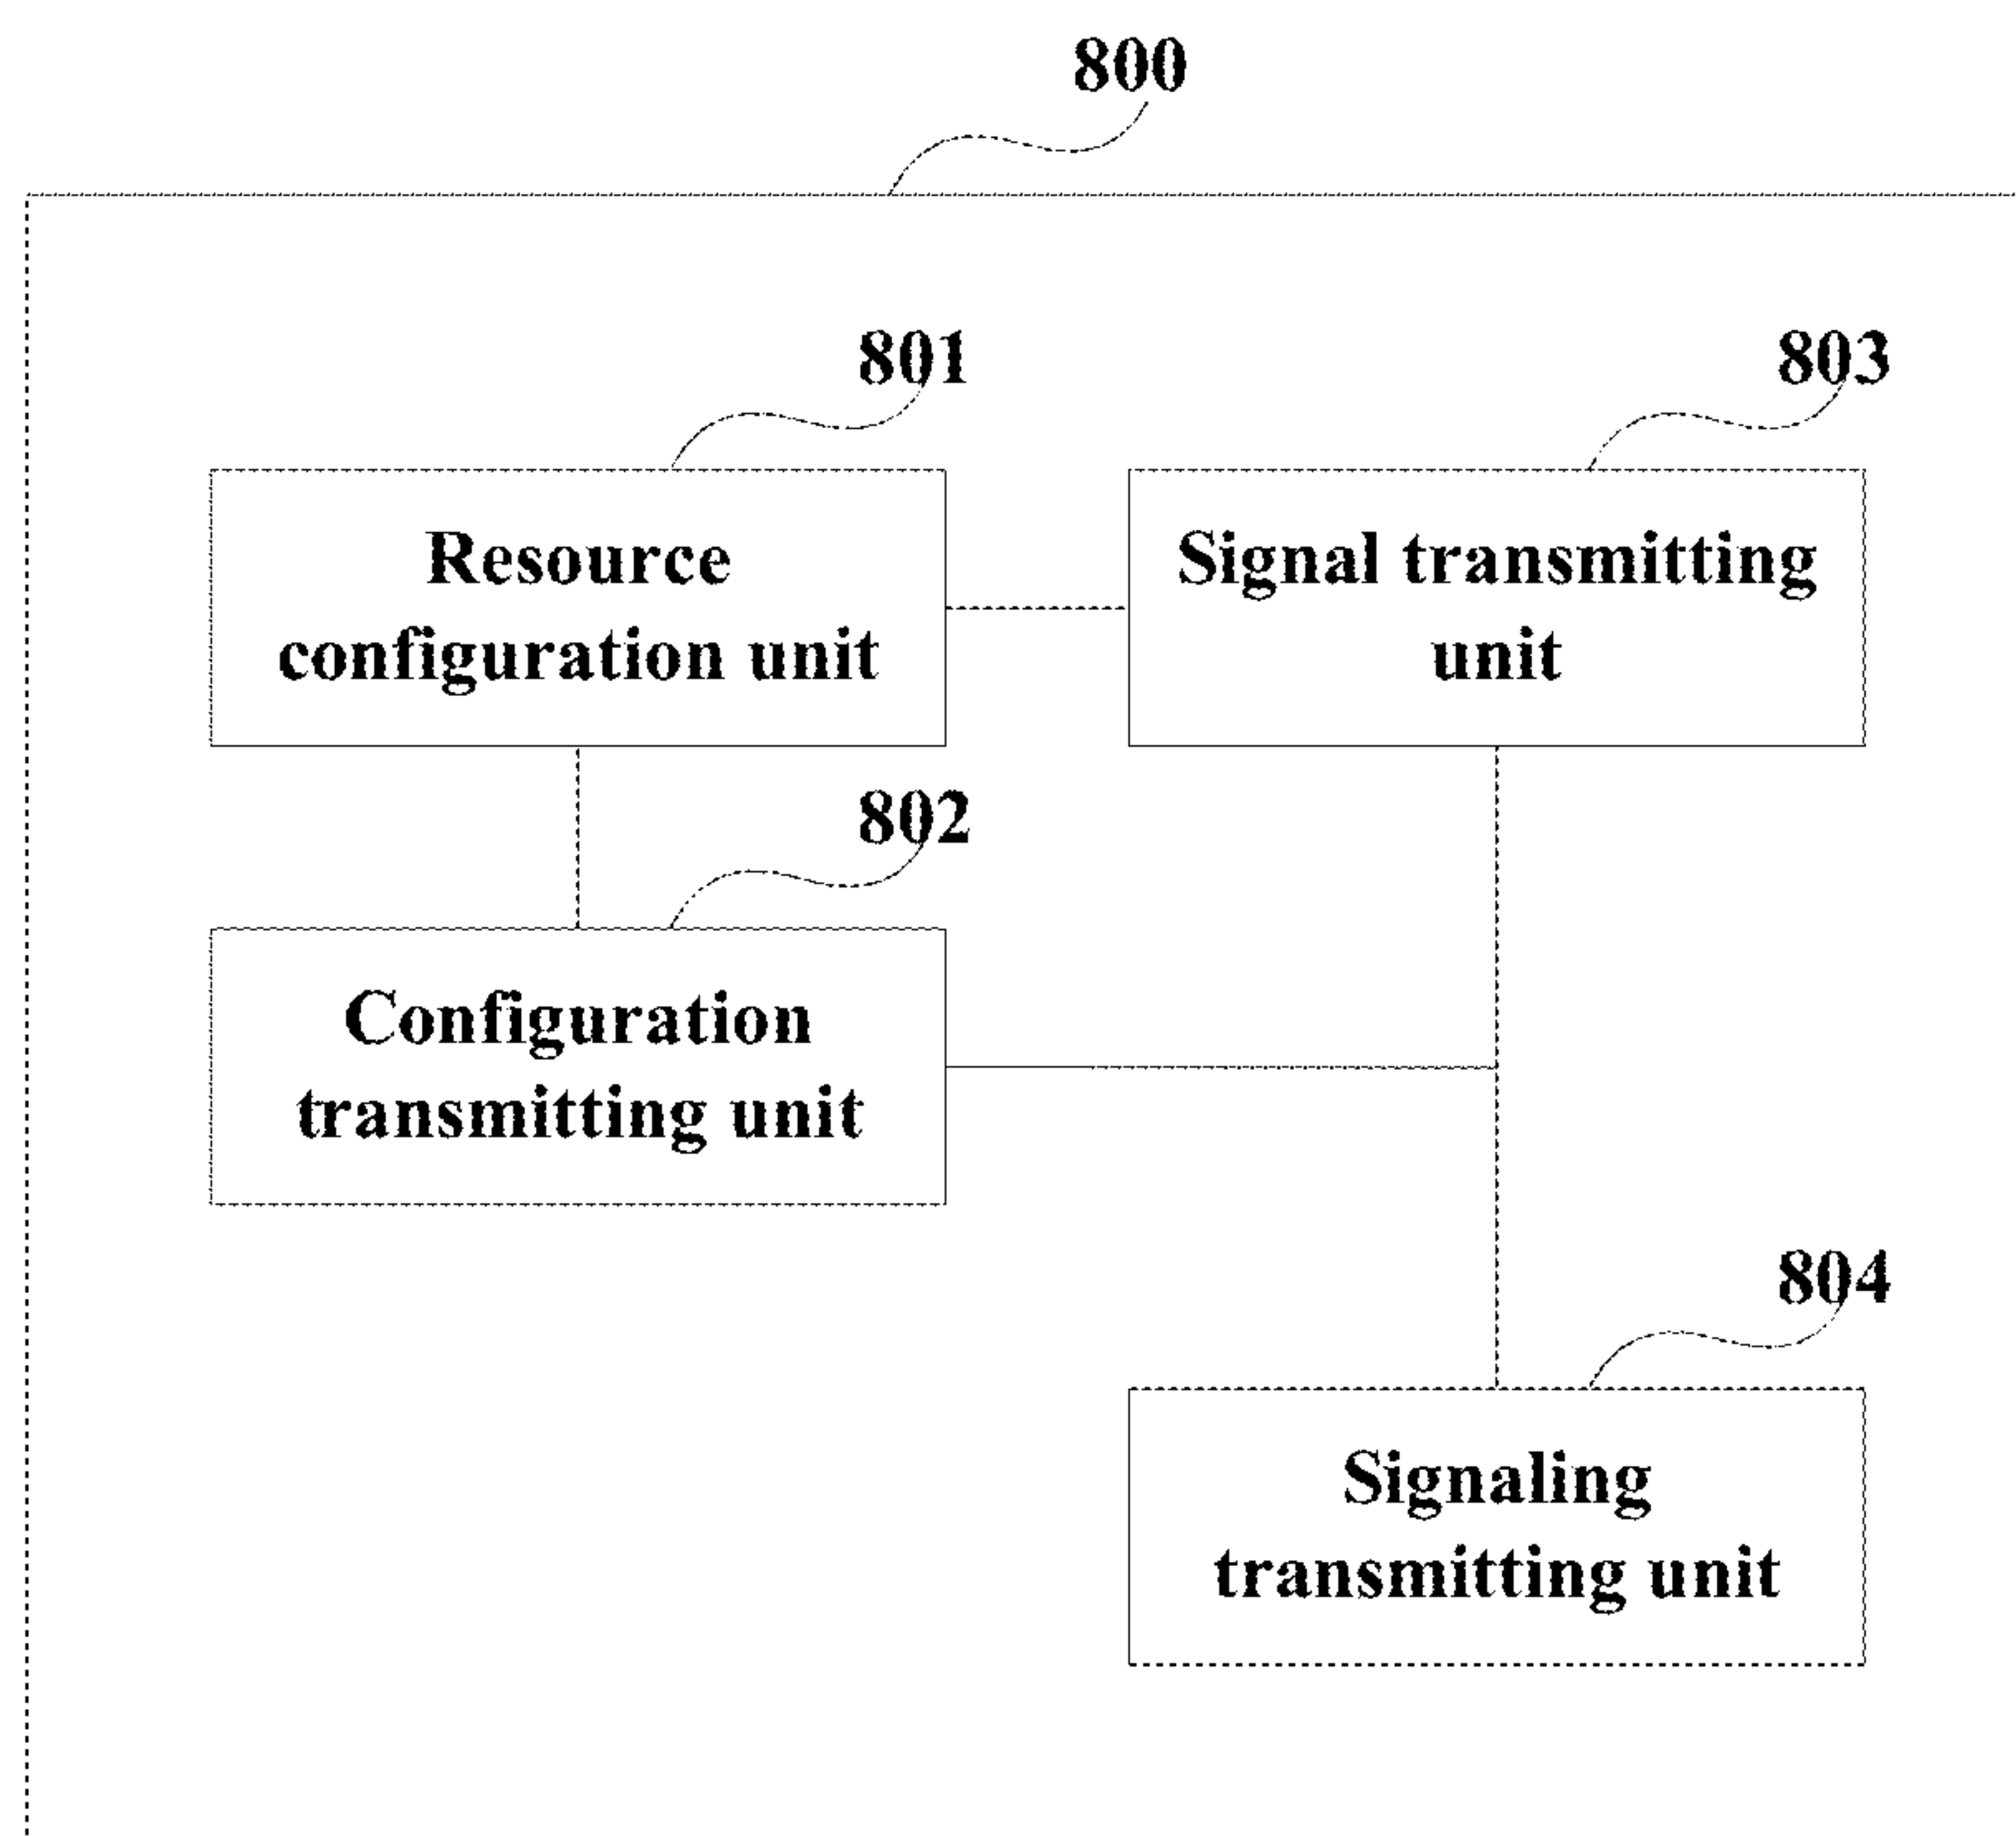 800
801
803
Resource
configuration unit
Signal transmitting
unit
802
Configuration
transmitting unit
804
Signaling
transmitting unit